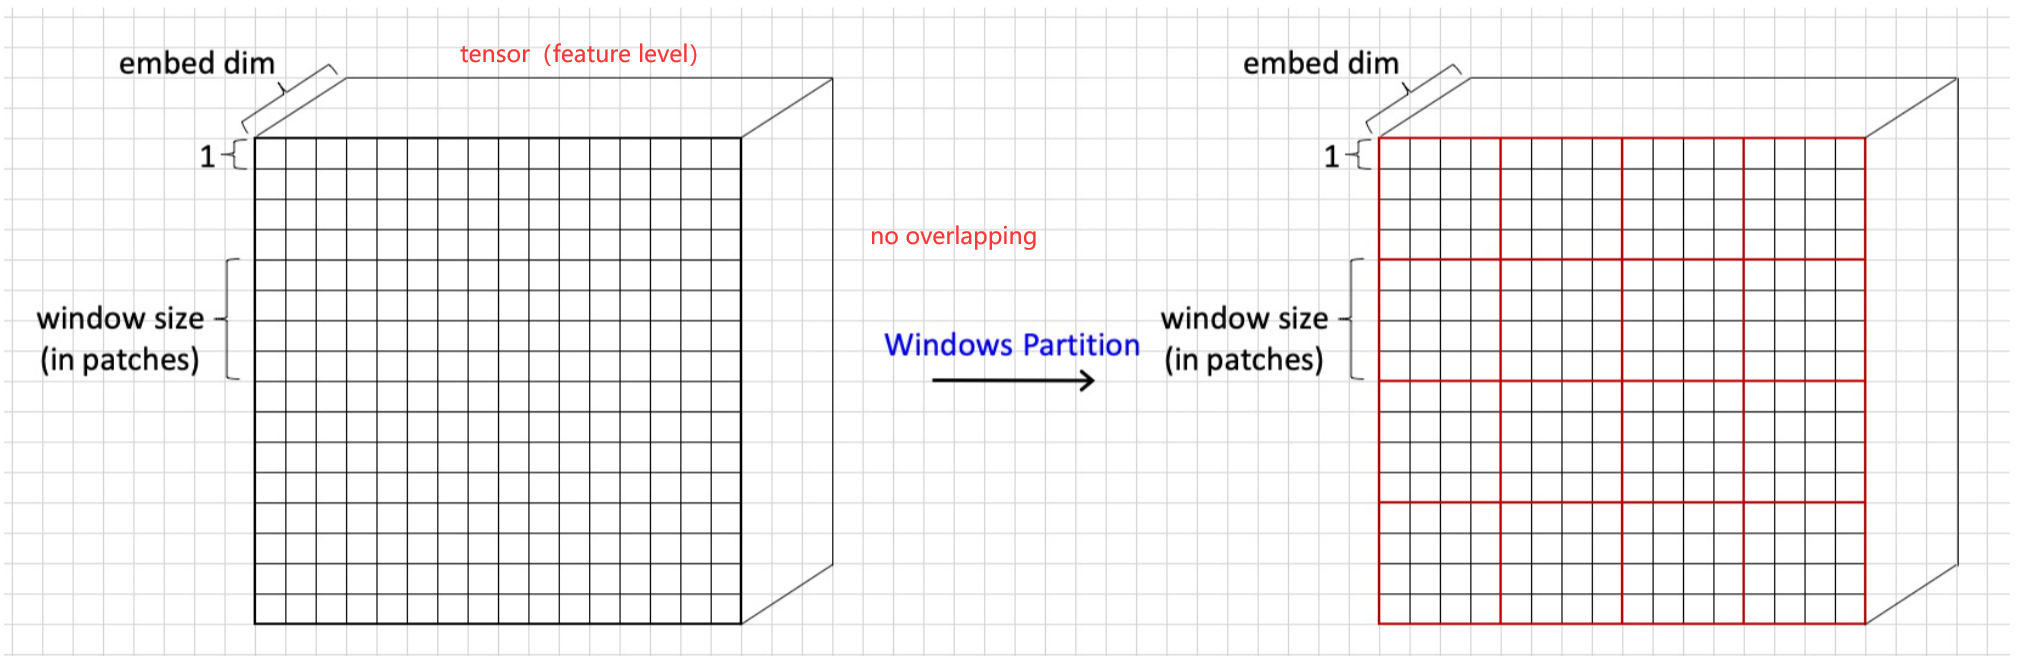 embed dim
tensor (feature level)
1
window size
(in patches)
no overlapping
Windows Partition
embed dim
1
window size
(in patches)